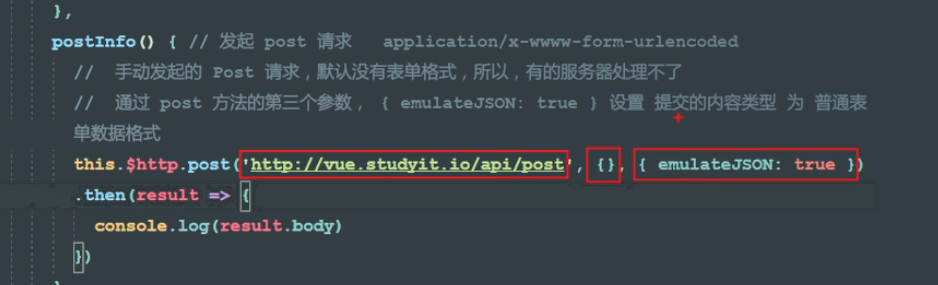 },
postInfo() { // 发起 post 请求   application/x-wwww-form-urlencoded
//  手动发起的 Post 请求，默认没有表单格式，所以，有的服务器处理不了
//  通过 post 方法的第三个参数， { emulateJSON: true } 设置 提交的内容类型 为 普通表
单数据格式
this.$http.post('http://vue.studyit.io/api/post', {}, { emulateJSON: true })
.then(result => {
console.log(result.body)
})